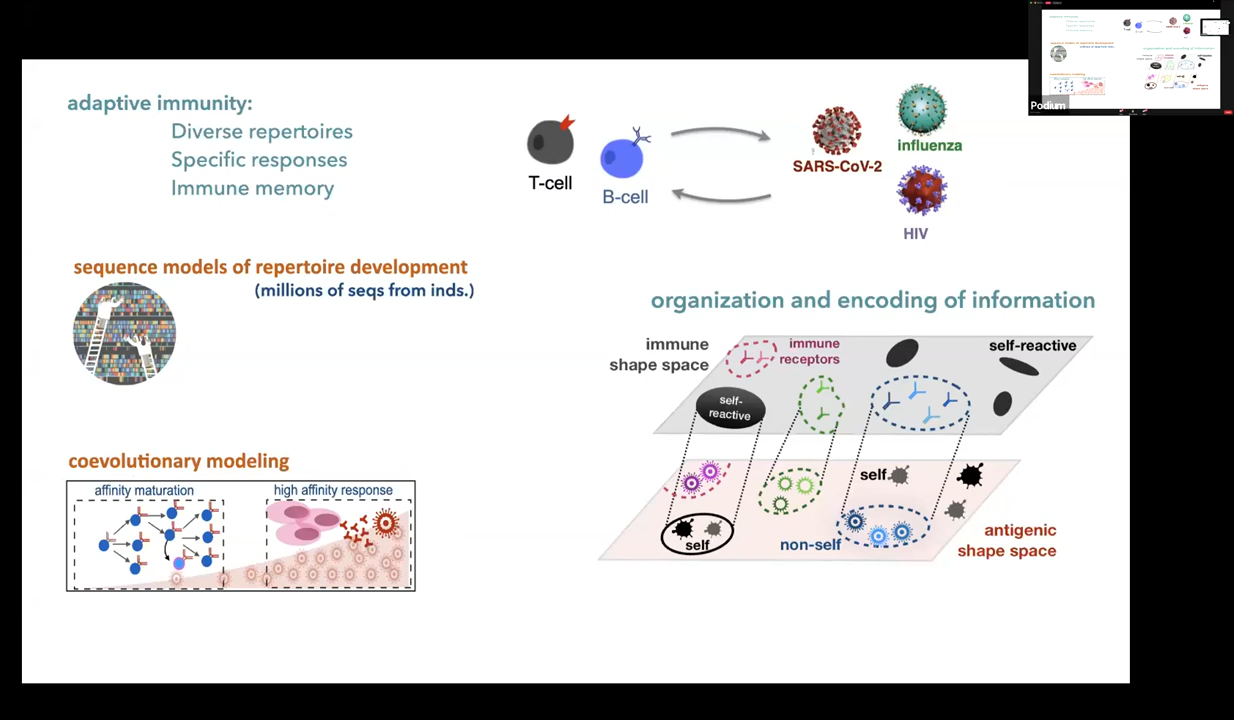 adaptive immunity:
Diverse repertoires
Specific responses
Immune memory
T-cell
B-cell
SARS-CoV-2
influenza
HIV
sequence models of repertoire development
(millions of seqs from inds.)
coevolutionary modeling
affinity maturation
high affinity response
organization and encoding of information
immune
shape space
immune
receptors
self-reactive
self-
reactive
self
self
non-self
antigenic
shape space
Podium